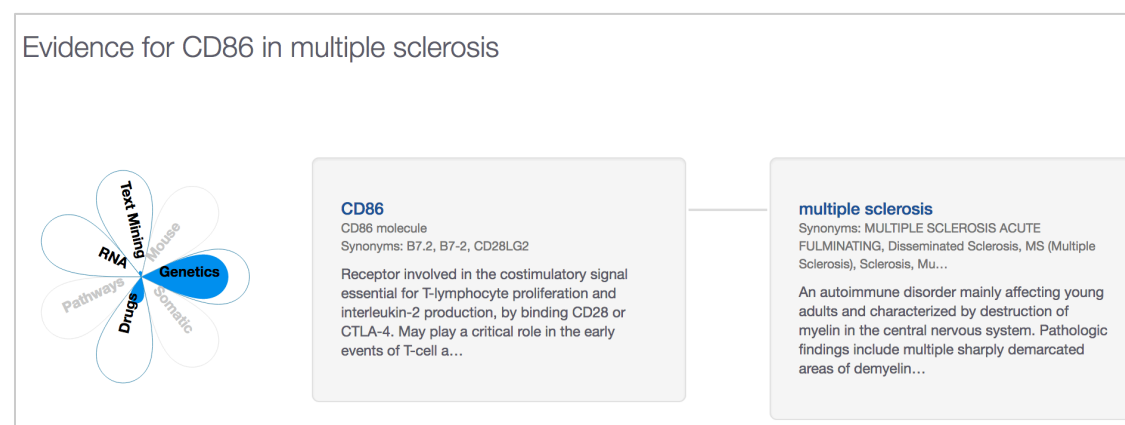 Evidence for CD86 in multiple sclerosis
Text Mining
Mouse
RNA
Genetics
Pathways
Drugs
Somatic
CD86
CD86 molecule
Synonyms: B7.2, B7-2, CD28LG2
Receptor involved in the costimulatory signal
essential for T-lymphocyte proliferation and
interleukin-2 production, by binding CD28 or
CTLA-4. May play a critical role in the early
events of T-cell a...
multiple sclerosis
Synonyms: MULTIPLE SCLEROSIS ACUTE
FULMINATING, Disseminated Sclerosis, MS (Multiple
Sclerosis), Sclerosis, Mu...
An autoimmune disorder mainly affecting young
adults and characterized by destruction of
myelin in the central nervous system. Pathologic
findings include multiple sharply demarcated
areas of demyelin...